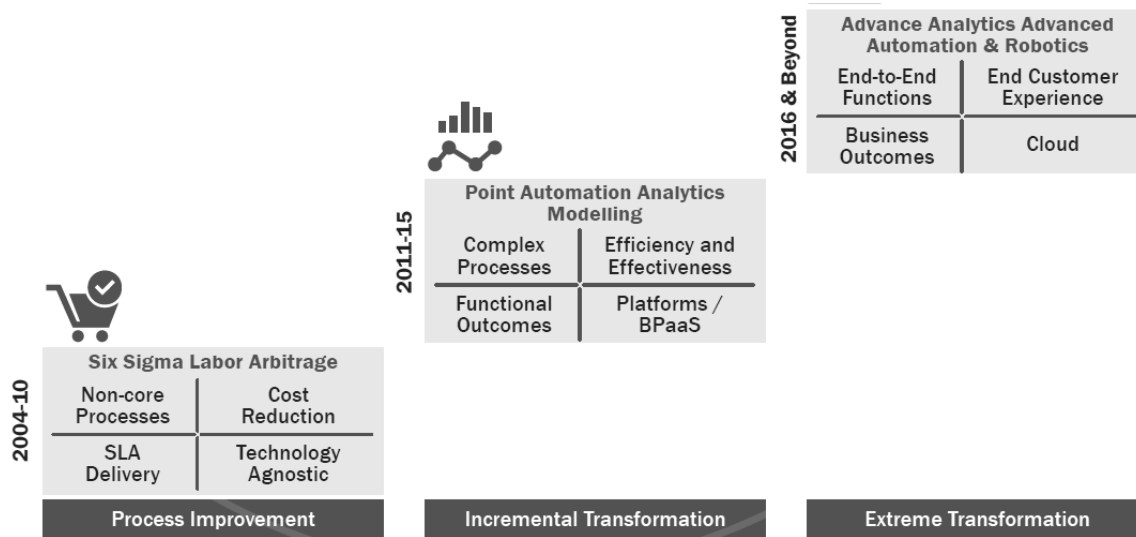 2004-10
Six Sigma Labor Arbitrage
Non-core
Processes
Cost
Reduction
SLA
Delivery
Technology
Agnostic
Process Improvement
2011-15
Point Automation Analytics
Modelling
Complex
Processes
Efficiency and
Effectiveness
Functional
Outcomes
Platforms /
BPaaS
Incremental Transformation
2016 & Beyond
Advance Analytics Advanced
Automation & Robotics
End-to-End
Functions
End Customer
Experience
Business
Outcomes
Cloud
Extreme Transformation